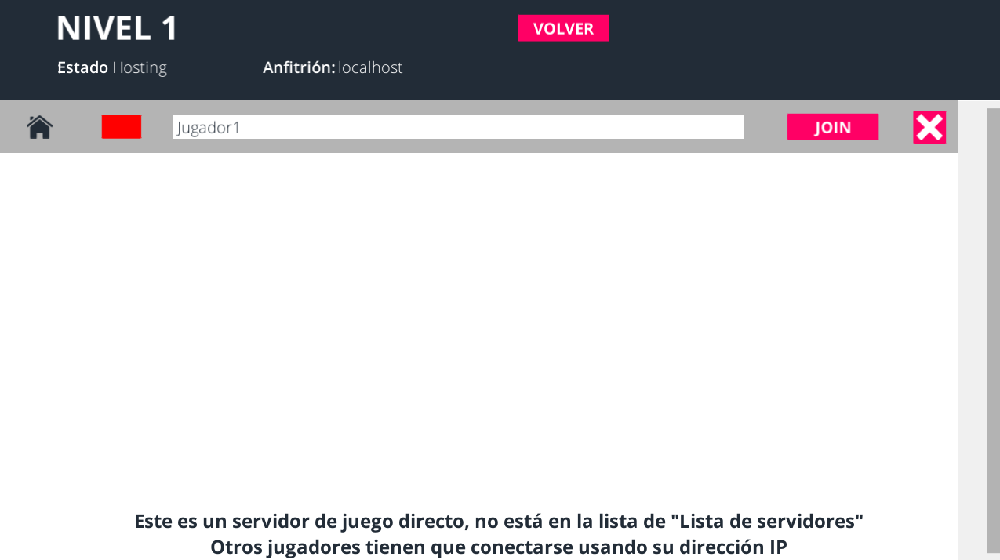 NIVEL 1
VOLVER
Estado Hosting
Anfitrión: localhost
Jugador1
JOIN
Este es un servidor de juego directo, no está en la lista de "Lista de servidores"
Otros jugadores tienen que conectarse usando su dirección IP